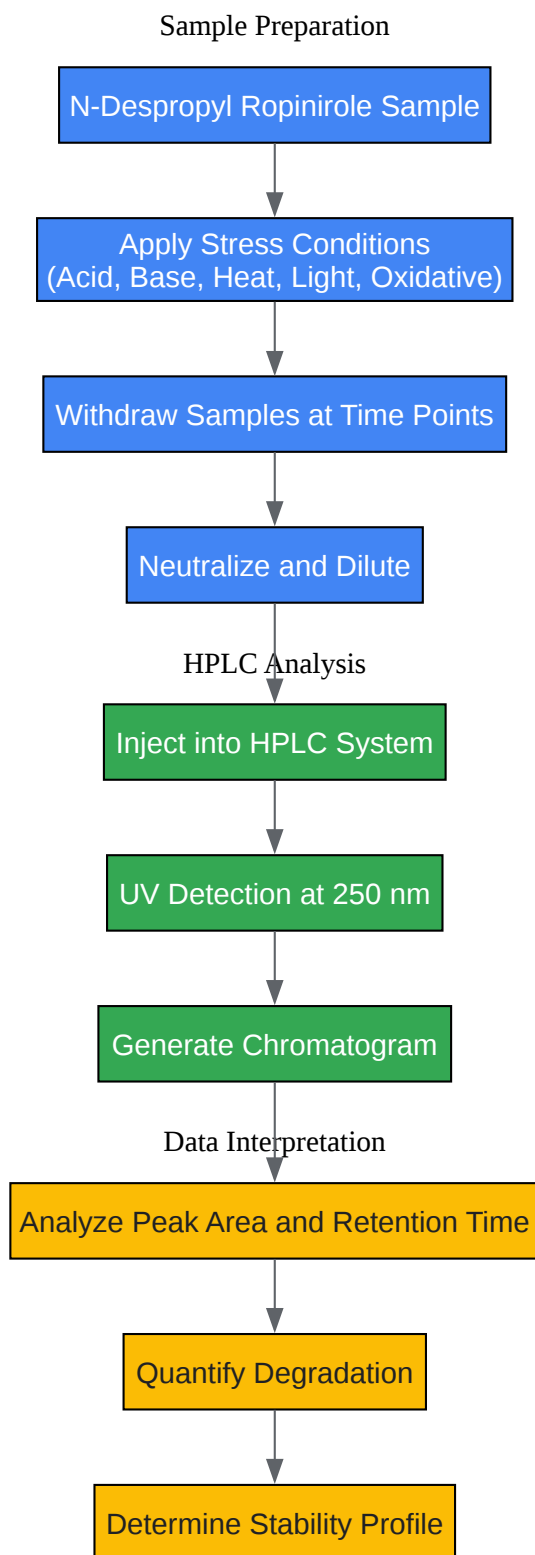 Sample Preparation
N-Despropyl Ropinirole Sample
Apply Stress Conditions
(Acid, Base, Heat, Light, Oxidative)
Withdraw Samples at Time Points
Neutralize and Dilute
HPLC Analysis
Inject into HPLC System
UV Detection at 250 nm
Generate Chromatogram
Data Interpretation
Analyze Peak Area and Retention Time
Quantify Degradation
Determine Stability Profile